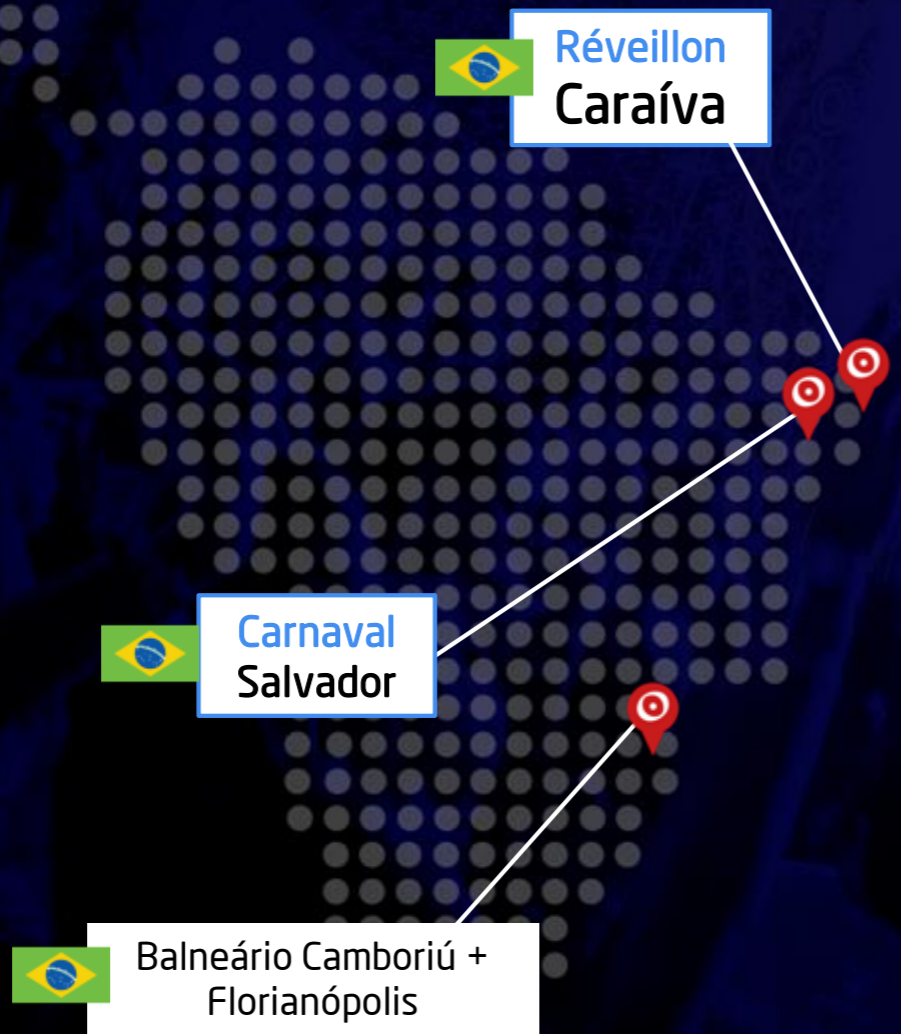 Réveillon
Caraíva
Carnaval
Salvador
Balneário Camboriú +
Florianópolis